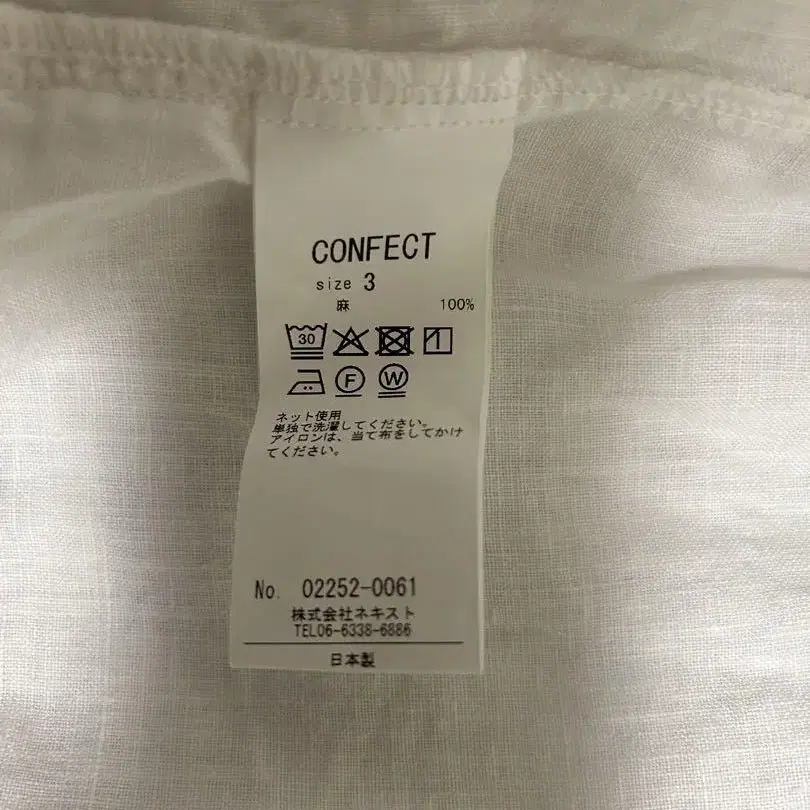 CONFECT
size 3
麻 100%
30
F W
ネット使用
単独で洗濯してください。
アイロンは、当て布をしてかけ
てください。
No. 02252-0061
株式会社ネキスト
TEL06-6338-6886
日本製